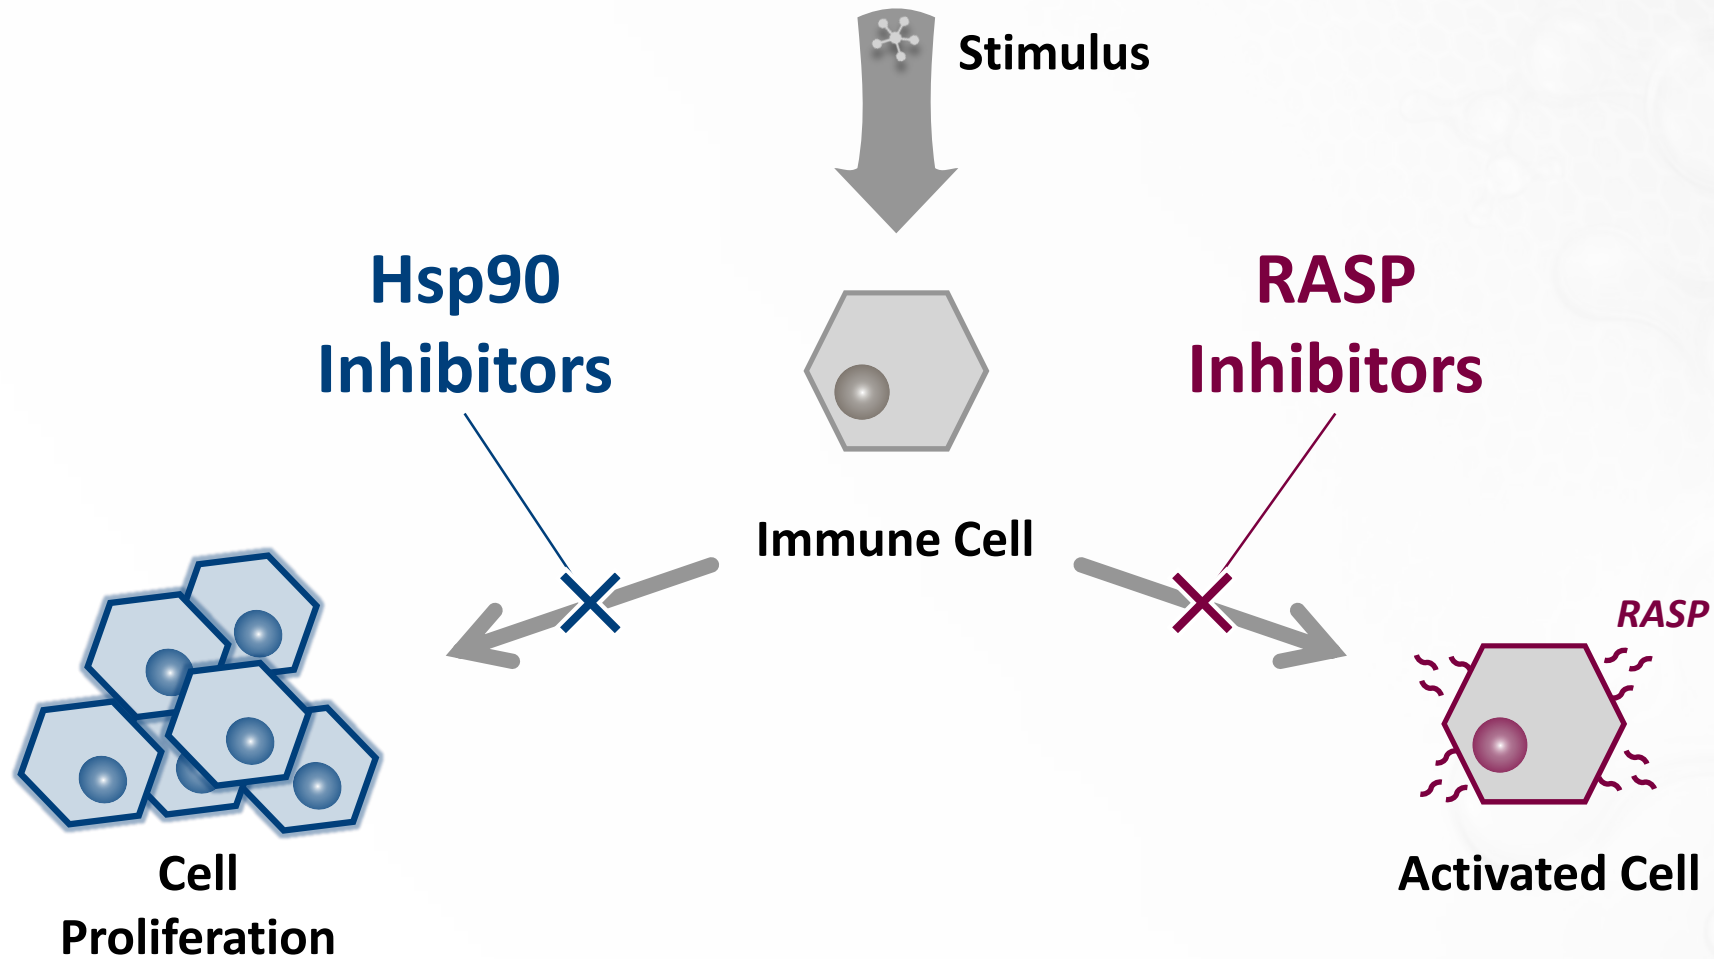 Stimulus
Hsp90
Inhibitors
RASP
Inhibitors
Immune Cell
RASP
Cell
Proliferation
Activated Cell